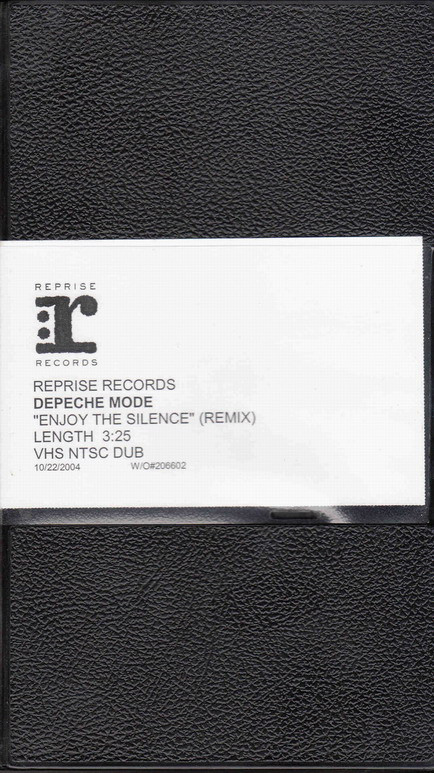 REPRISE
r
RECORDS
REPRISE RECORDS
DEPECHE MODE
"ENJOY THE SILENCE" (REMIX)
LENGTH 3:25
VHS NTSC DUB
10/22/2004 W/O#206602